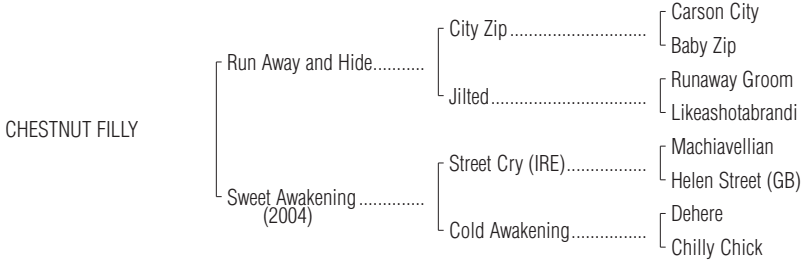 Carson City
City Zip
Baby Zip
Run Away and Hide
Runaway Groom
Jilted
Likeashotabrandi
CHESTNUT FILLY
Machiavellian
Street Cry (IRE)
Helen Street (GB)
Sweet Awakening
(2004)
Dehere
Cold Awakening
Chilly Chick